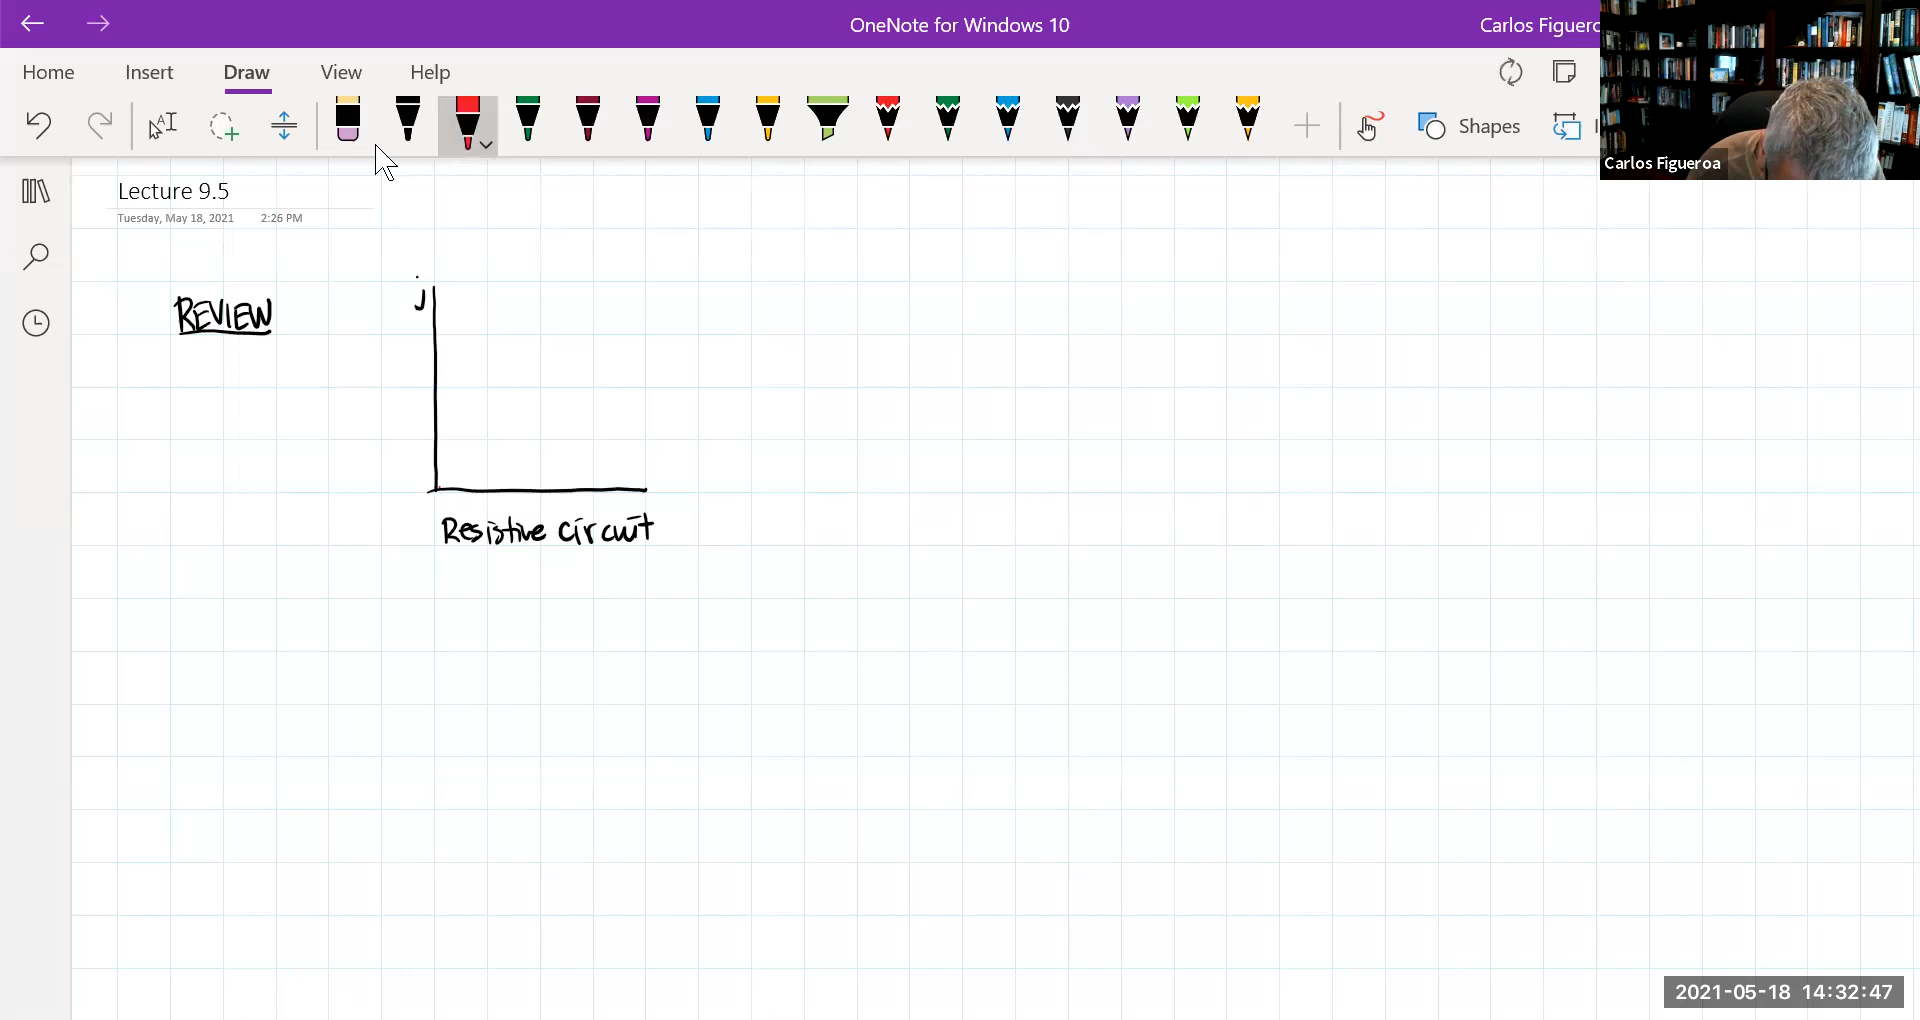 OneNote for Windows 10
Carlos Figuero
Home Insert Draw View Help
Shapes
Carlos Figueroa
Lecture 9.5
Tuesday, May 18, 2021 2:26 PM
REVIEW
j
Resistive circuit
2021-05-18 14:32:47